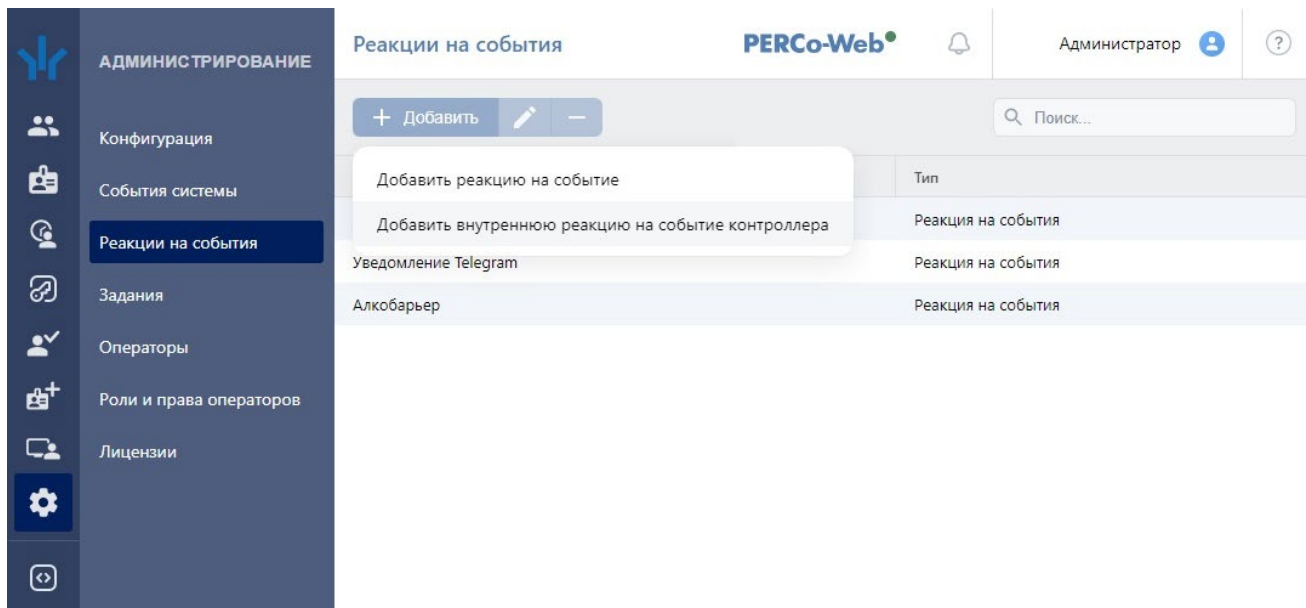 АДМИНИСТРИРОВАНИЕ
Конфигурация
События системы
Реакции на события
Задания
Операторы
Роли и права операторов
Лицензии
Реакции на события
PERCo-Web
Администратор
?
+ Добавить
Поиск...
Добавить реакцию на событие
Добавить внутреннюю реакцию на событие контроллера
Тип
Реакция на события
Уведомление Telegram
Реакция на события
Алкобарьер
Реакция на события